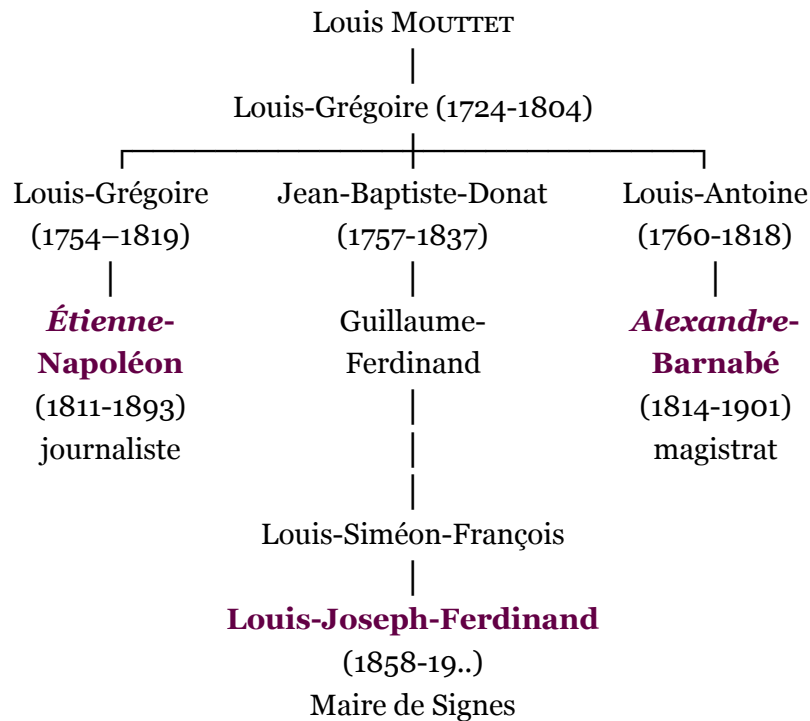 Louis MOUTTET
Louis-Grégoire (1724-1804)
Louis-Grégoire Jean-Baptiste-Donat Louis-Antoine
(1754–1819) (1757-1837) (1760-1818)
Étienne- Guillaume- Alexandre-
Napoléon Ferdinand Barnabé
(1811-1893) (1814-1901)
journaliste magistrat
Louis-Siméon-François
Louis-Joseph-Ferdinand
(1858-19..)
Maire de Signes